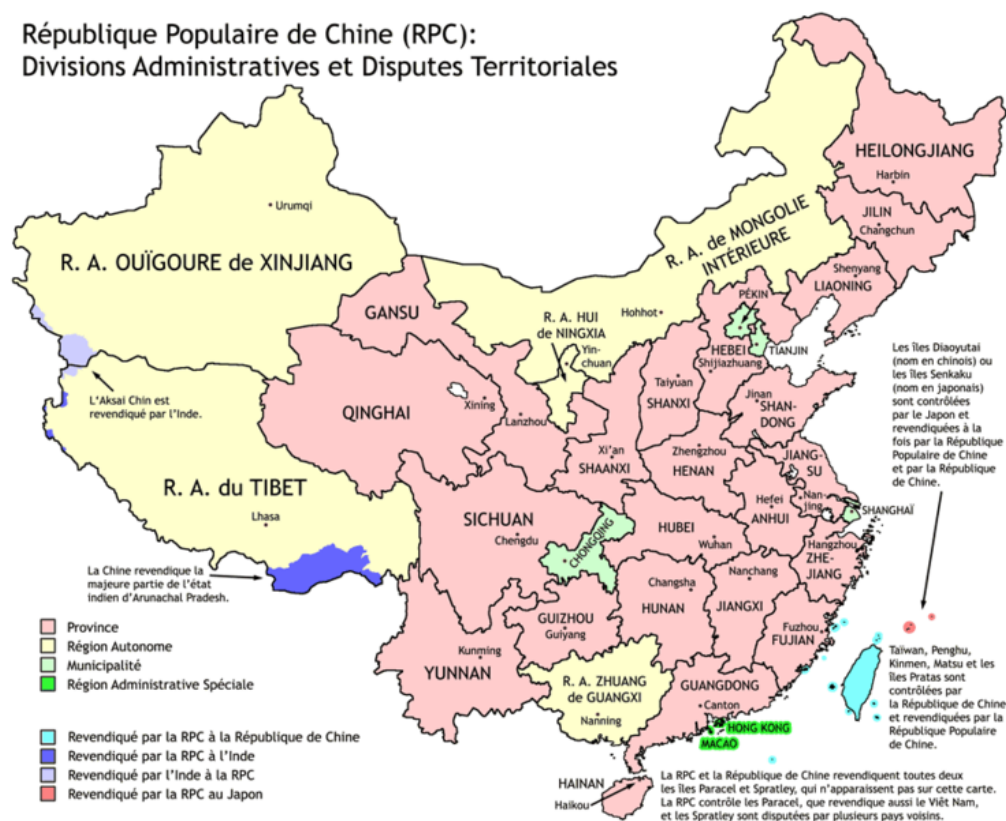 République Populaire de Chine (RPC):
Divisions Administratives et Disputes Territoriales
HEILONGJIANG
Harbin
JILIN
Changchun
Urumqi
R. A. de MONGOLIE
INTÉRIEURE
R. A. OUÏGOURE de XINJIANG
Shenyang
LIAONING
PÉKIN
GANSU
R. A. HUI
de NINGXIA
Hohhot
TIANJIN
HEBEI
Shijiazhuang
Yin-
chuan
Les îles Diaoyutai
(nom en chinois) ou
les îles Senkaku
(nom en japonais)
sont contrôlées
par le Japon et
revendiquées à la
fois par la République
Populaire de Chine
et par la République
de Chine.
L'Aksai Chin est
revendiqué par l'Inde.
QINGHAI
Xining
Lanzhou
Taiyuan
SHANXI
Jinan
SHAN-
DONG
Xi'an
SHAANXI
Zhengzhou
HENAN
JIANG-
SU
R. A. du TIBET
Lhasa
SICHUAN
Chengdu
CHONGQING
HUBEI
Wuhan
Hefei
ANHUI
Nan-
jing
SHANGHAÏ
Hangzhou
ZHE-
JIANG
La Chine revendique la
majeure partie de l'état
indien d'Arunachal Pradesh.
Changsha
HUNAN
Nanchang
JIANGXI
GUIZHOU
Guiyang
Fuzhou
FUJIAN
Kunming
YUNNAN
R. A. ZHUANG
de GUANGXI
Nanning
GUANGDONG
Canton
HONG KONG
MACAO
Taïwan, Penghu,
Kinmen, Matsu et les
îles Pratas sont
contrôlées par
la République de Chine
et revendiquées par la
République Populaire
de Chine.
Province
Région Autonome
Municipalité
Région Administrative Spéciale
Revendiqué par la RPC à la République de Chine
Revendiqué par la RPC à l'Inde
Revendiqué par l'Inde à la RPC
Revendiqué par la RPC au Japon
HAINAN
Haikou
La RPC et la République de Chine revendiquent toutes deux
les îles Paracel et Spratley, qui n'apparaissent pas sur cette carte.
La RPC contrôle les Paracel, que revendique aussi le Viêt Nam,
et les Spratley sont disputées par plusieurs pays voisins.